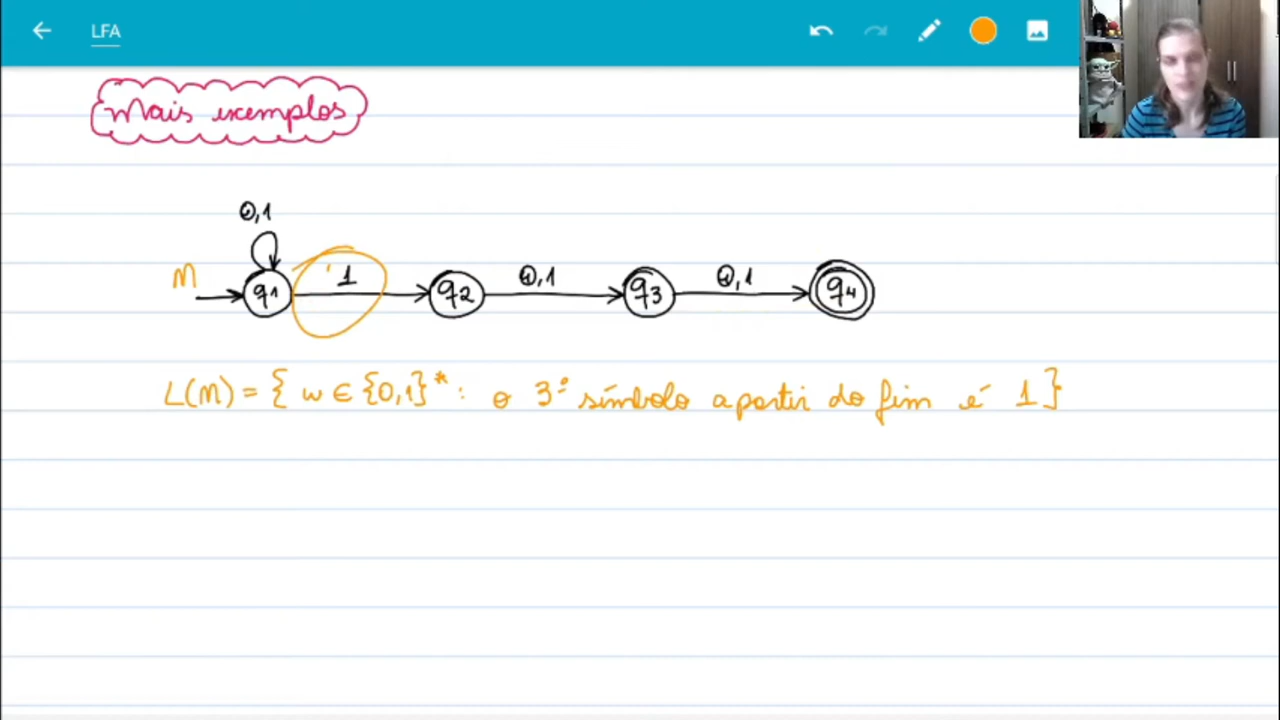 LFA
Mais exemplos
0,1
M 1 0,1 0,1
q1 q2 q3 q4
L(M) = { w ∈ {0,1}* : o 3º símbolo a partir do fim é 1 }